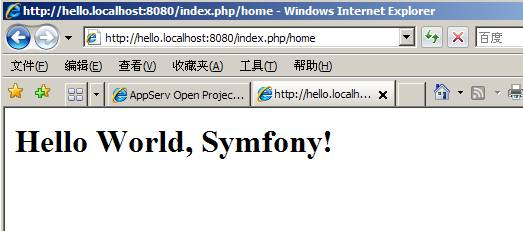 http://hello.localhost:8080/index.php/home - Windows Internet Explorer
http://hello.localhost:8080/index.php/home 百度
文件(F) 编辑(E) 查看(V) 收藏夹(A) 工具(T) 帮助(H)
AppServ Open Projec... http://hello.localh...
Hello World, Symfony!